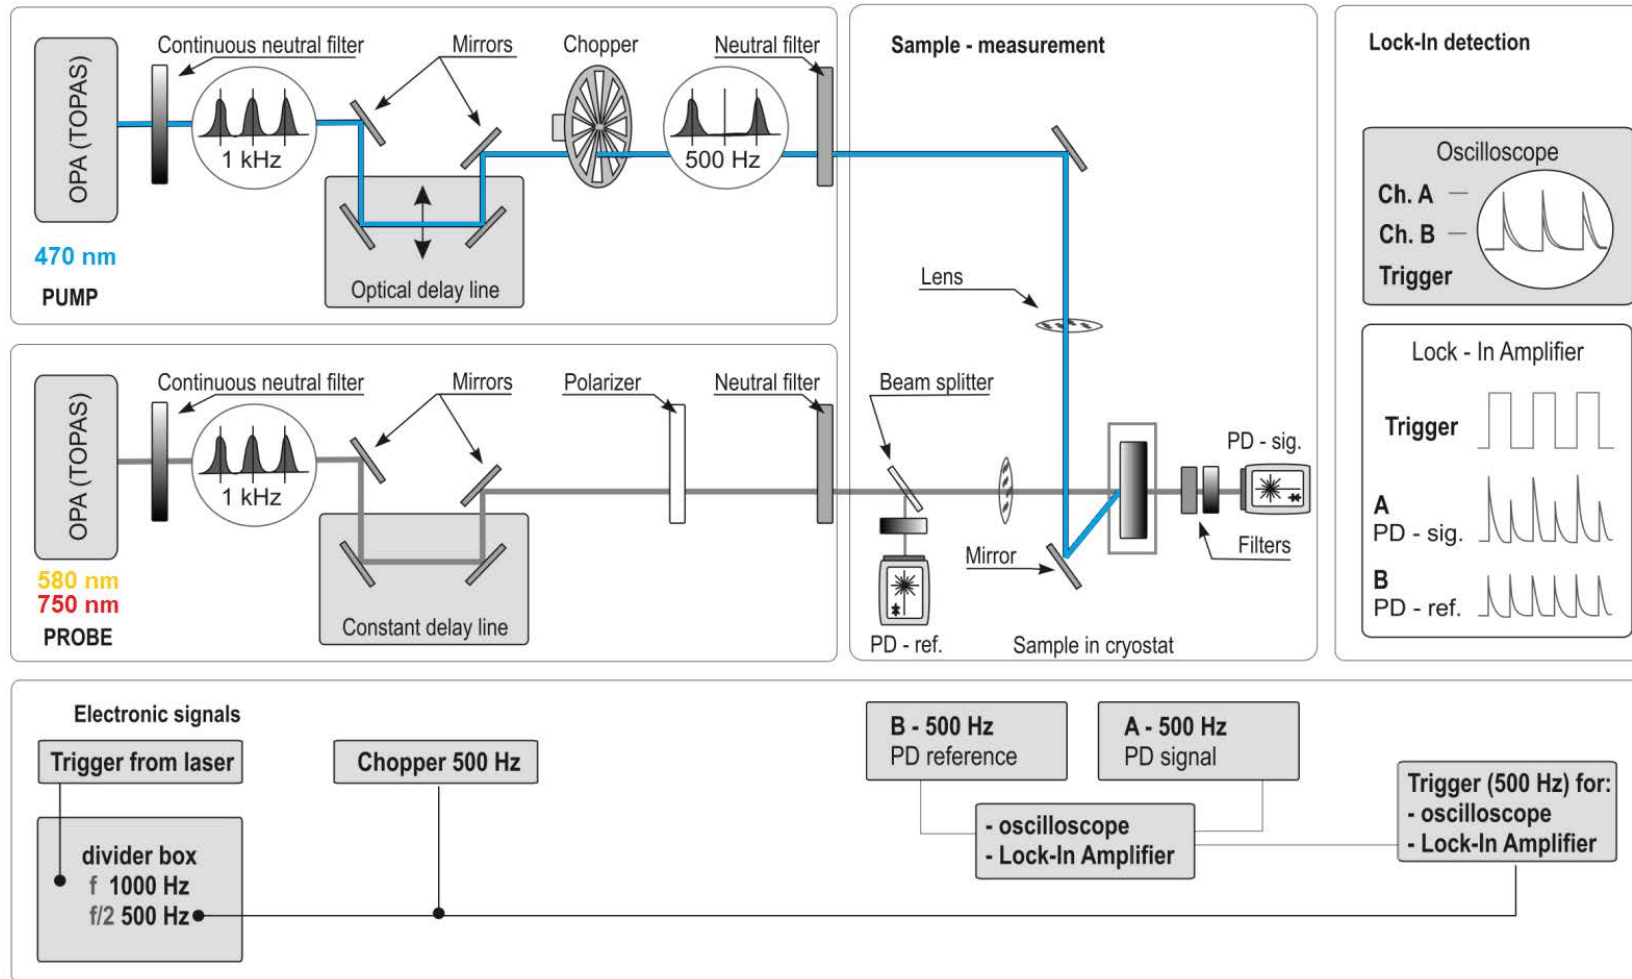 OPA (TOPAS)
Continuous neutral filter
1 kHz
Mirrors
Chopper
500 Hz
Neutral filter
Optical delay line
470 nm
PUMP
OPA (TOPAS)
Continuous neutral filter
1 kHz
Mirrors
Polarizer
Neutral filter
Constant delay line
580 nm
750 nm
PROBE
Sample - measurement
Lens
Beam splitter
PD - sig.
Filters
Mirror
PD - ref.
Sample in cryostat
Lock-In detection
Oscilloscope
Ch. A
Ch. B
Trigger
Lock - In Amplifier
Trigger
A
PD - sig.
B
PD - ref.
Electronic signals
Trigger from laser
Chopper 500 Hz
divider box
f 1000 Hz
f/2 500 Hz
B - 500 Hz
PD reference
A - 500 Hz
PD signal
- oscilloscope
- Lock-In Amplifier
Trigger (500 Hz) for:
- oscilloscope
- Lock-In Amplifier